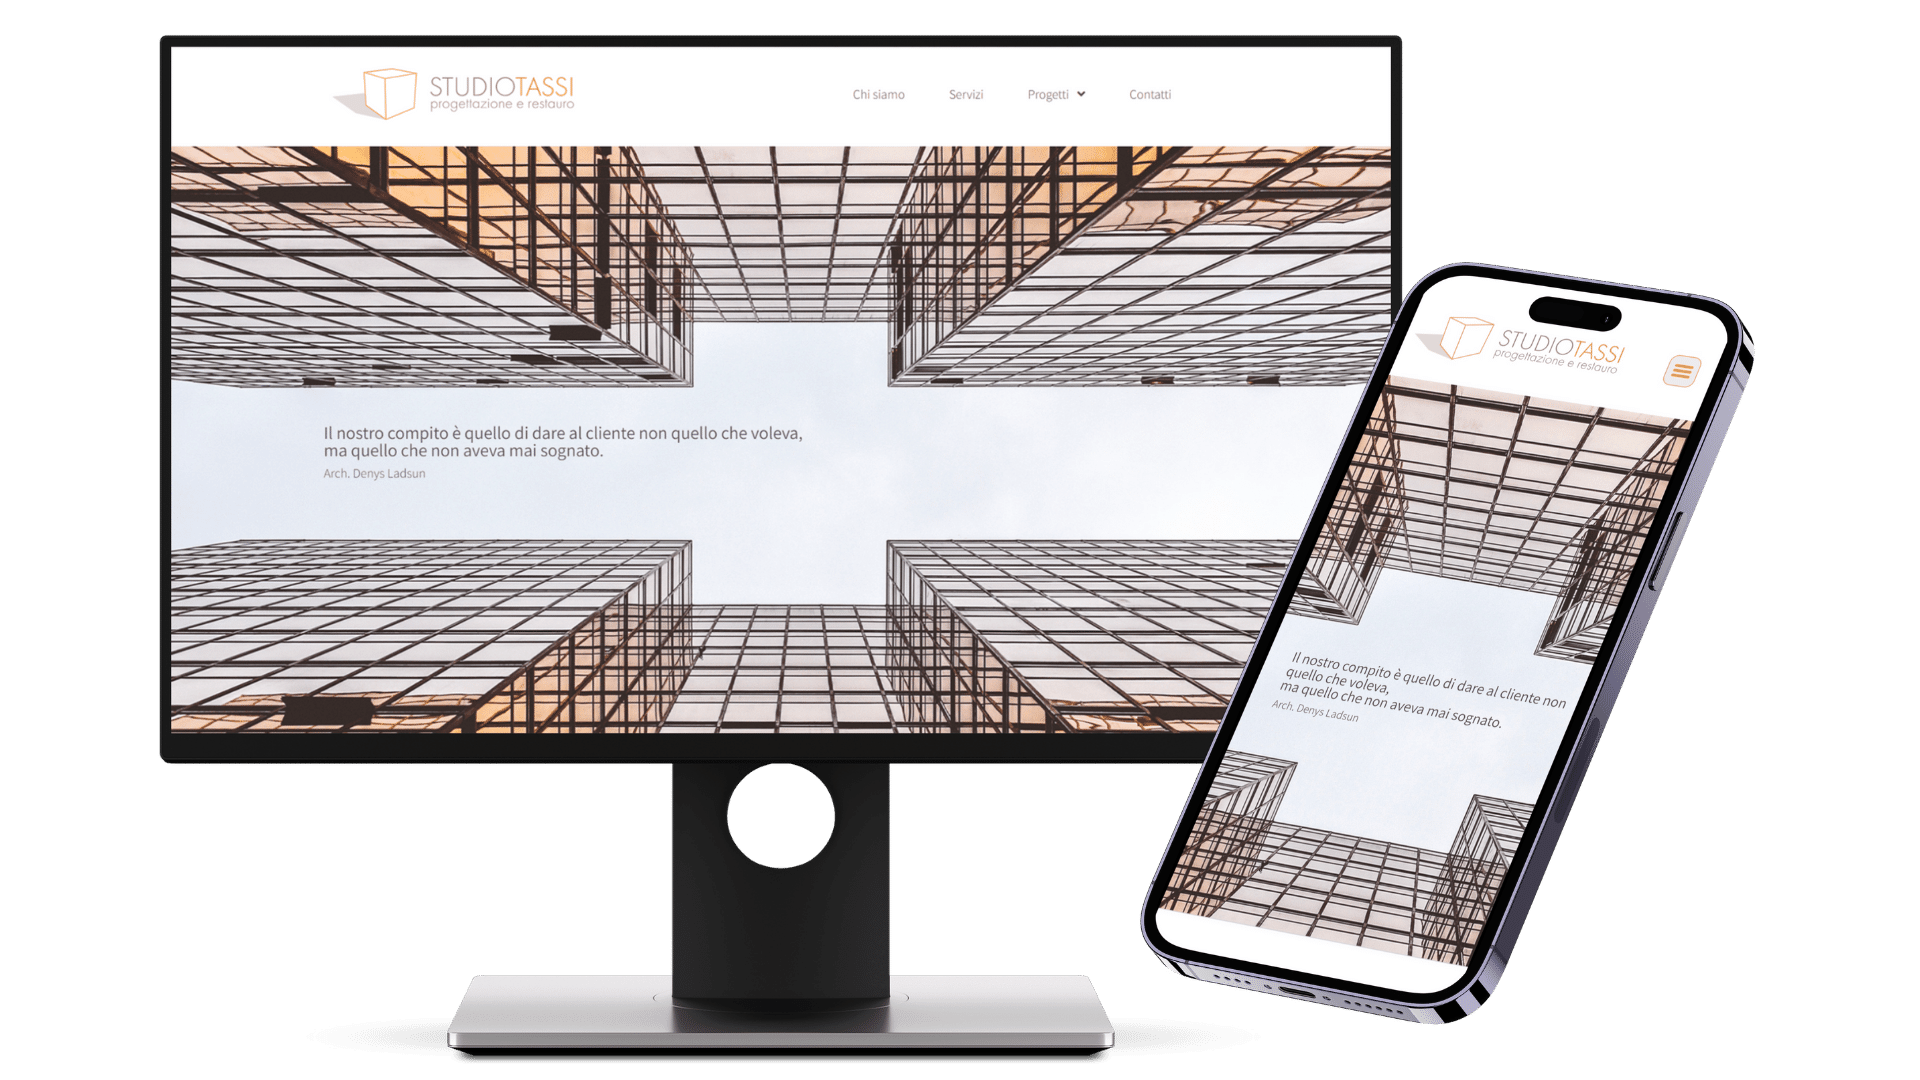 STUDIOTASSI
progettazione e restauro
Chi siamo
Servizi
Progetti
Contatti
Il nostro compito è quello di dare al cliente non quello che voleva,
ma quello che non aveva mai sognato.
Arch. Denys Ladsun
STUDIOTASSI
progettazione e restauro
Il nostro compito è quello di dare al cliente non
quello che voleva,
ma quello che non aveva mai sognato.
Arch. Denys Ladsun